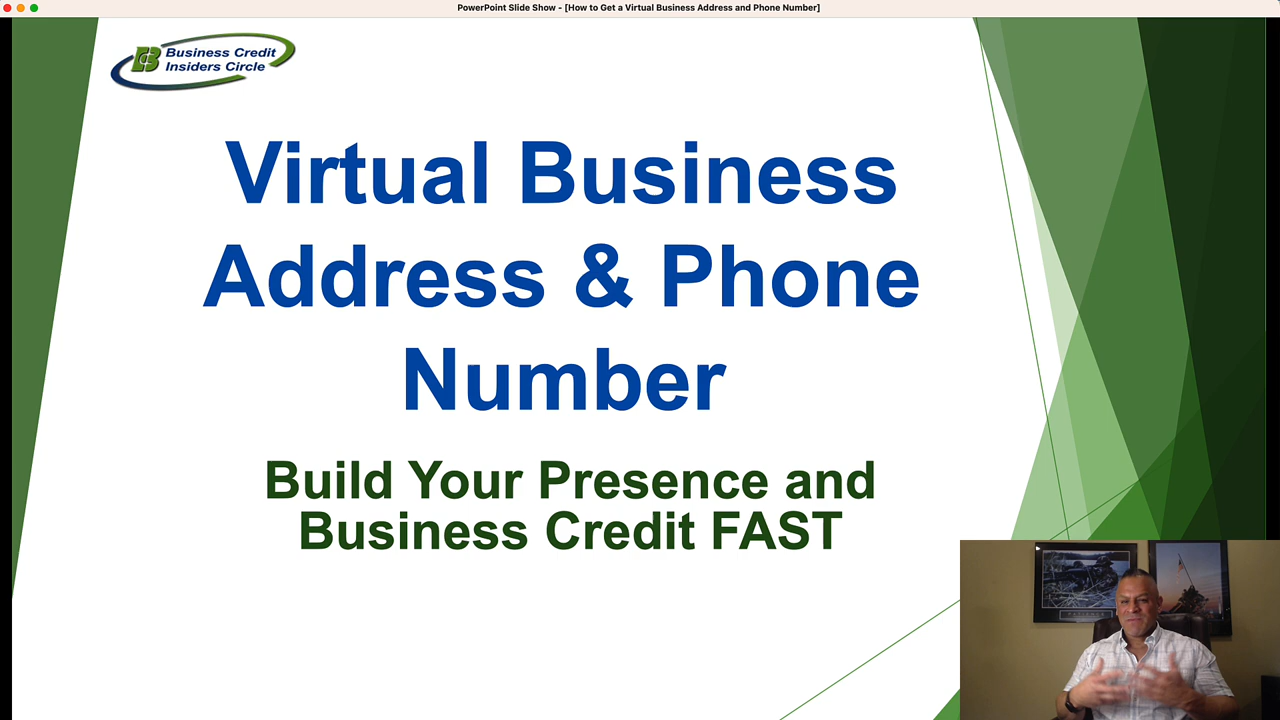 PowerPoint Slide Show - [How to Get a Virtual Business Address and Phone Number]
Business Credit
Insiders Circle
Virtual Business
Address & Phone
Number
Build Your Presence and
Business Credit FAST